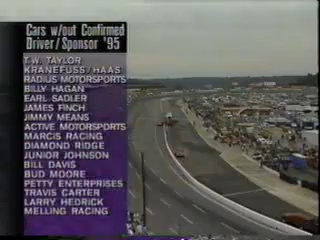 Cars w/out Confirmed
Driver/Sponsor '95
T.W. TAYLOR
KRANEFUSS/HAAS
RADIUS MOTORSPORTS
BILLY HAGAN
EARL SADLER
JAMES FINCH
JIMMY MEANS
ACTIVE MOTORSPORTS
MARCIS RACING
DIAMOND RIDGE
JUNIOR JOHNSON
BILL DAVIS
BUD MOORE
PETTY ENTERPRISES
TRAVIS CARTER
LARRY HEDRICK
MELLING RACING